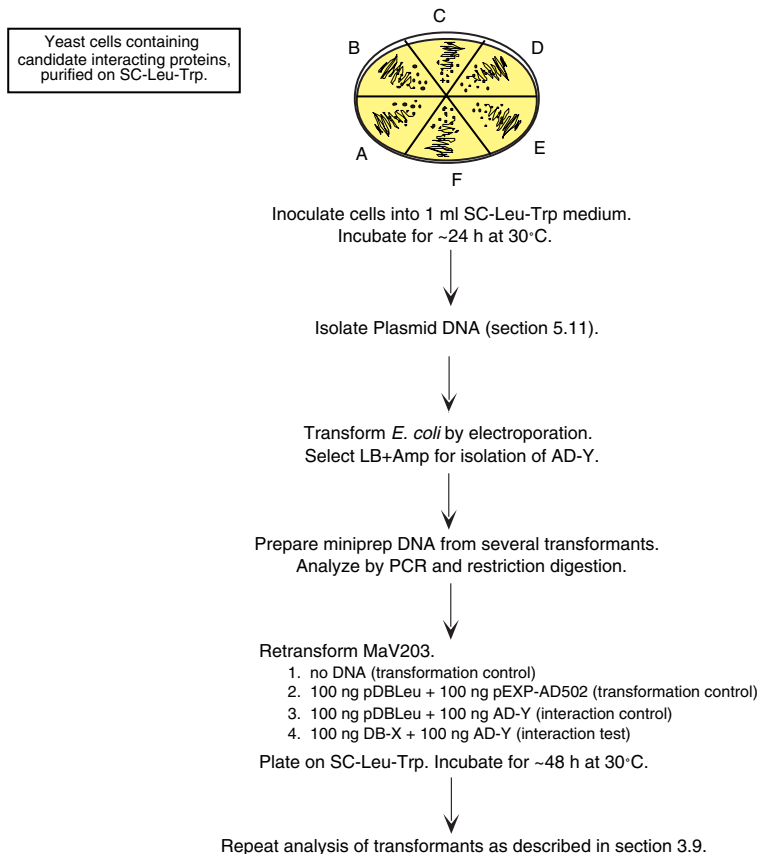 Yeast cells containing
candidate interacting proteins,
purified on SC-Leu-Trp.
C
B
D
A
E
F
Inoculate cells into 1 ml SC-Leu-Trp medium.
Incubate for ~24 h at 30°C.
Isolate Plasmid DNA (section 5.11).
Transform E. coli by electroporation.
Select LB+Amp for isolation of AD-Y.
Prepare miniprep DNA from several transformants.
Analyze by PCR and restriction digestion.
Retransform MaV203.
1. no DNA (transformation control)
2. 100 ng pDBLeu + 100 ng pEXP-AD502 (transformation control)
3. 100 ng pDBLeu + 100 ng AD-Y (interaction control)
4. 100 ng DB-X + 100 ng AD-Y (interaction test)
Plate on SC-Leu-Trp. Incubate for ~48 h at 30°C.
Repeat analysis of transformants as described in section 3.9.